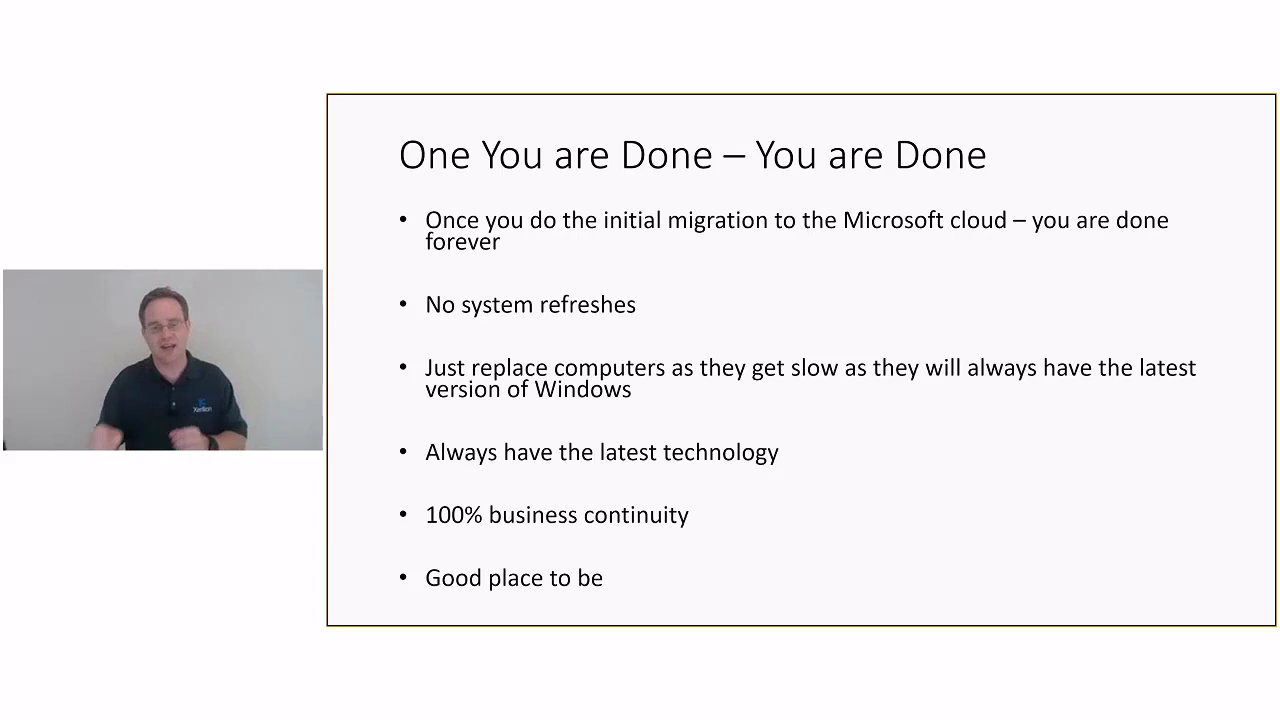 One You are Done – You are Done
• Once you do the initial migration to the Microsoft cloud – you are done
forever
• No system refreshes
• Just replace computers as they get slow as they will always have the latest
version of Windows
• Always have the latest technology
• 100% business continuity
• Good place to be